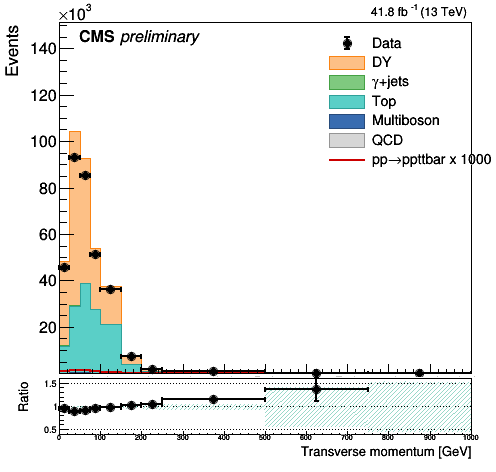 ×10³
41.8 fb⁻¹ (13 TeV)
CMS preliminary
Events
140
120
100
80
60
40
20
Data
DY
γ+jets
Top
Multiboson
QCD
pp→ppttbar x 1000
Ratio
1.5
1
0.5
0 100 200 300 400 500 600 700 800 900 1000
Transverse momentum [GeV]